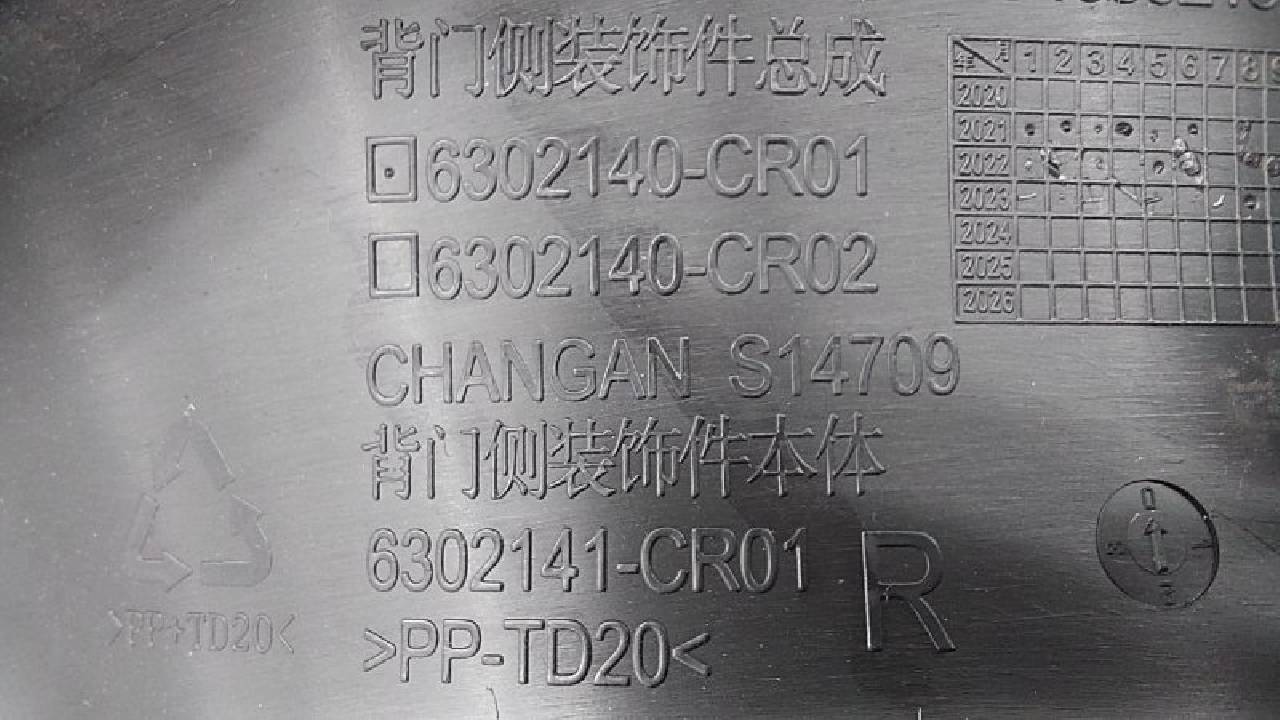 背门侧装饰件总成
6302140-CR01
6302140-CR02
CHANGAN S14709
背门侧装饰件本体
6302141-CR01
R
>PP-TD20<
>PP+TD20<
年 月 1 2 3 4 5 6 7 8 9
2020
2021
2022
2023
2024
2025
2026
0